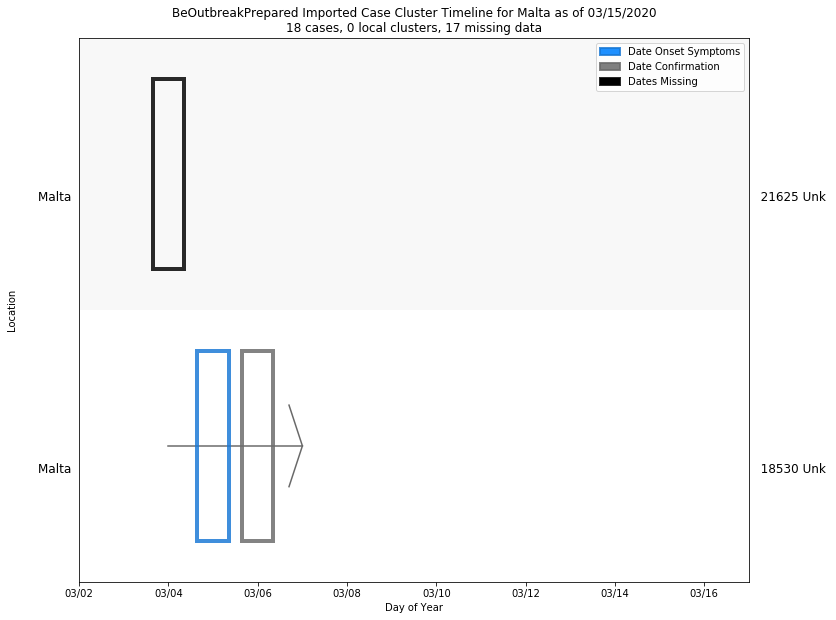 BeOutbreakPrepared Imported Case Cluster Timeline for Malta as of 03/15/2020
18 cases, 0 local clusters, 17 missing data
Date Onset Symptoms
Date Confirmation
Dates Missing
Malta
21625 Unk
Location
Malta
18530 Unk
03/02
03/04
03/06
03/08
03/10
03/12
03/14
03/16
Day of Year